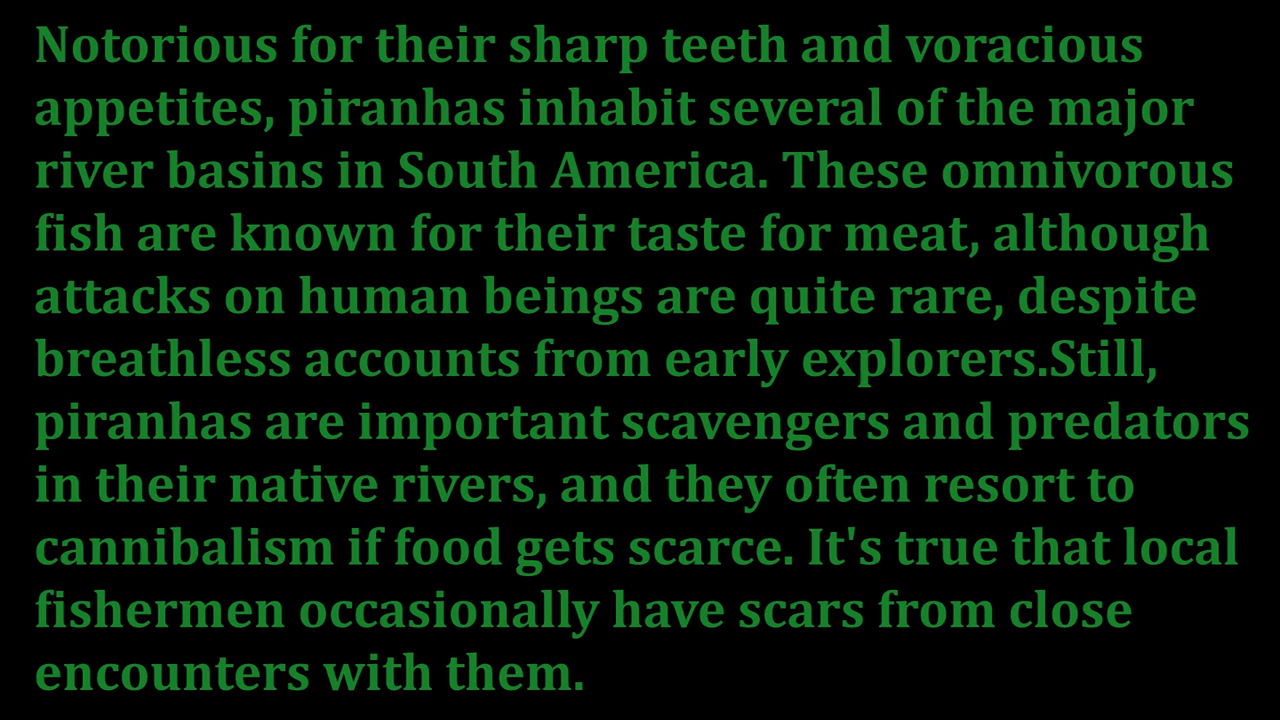 Notorious for their sharp teeth and voracious
appetites, piranhas inhabit several of the major
river basins in South America. These omnivorous
fish are known for their taste for meat, although
attacks on human beings are quite rare, despite
breathless accounts from early explorers.Still,
piranhas are important scavengers and predators
in their native rivers, and they often resort to
cannibalism if food gets scarce. It's true that local
fishermen occasionally have scars from close
encounters with them.